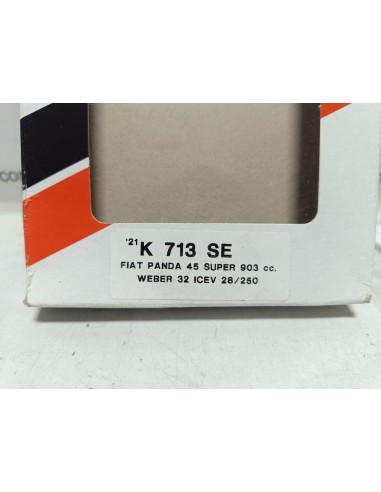 '21 K 713 SE
FIAT PANDA 45 SUPER 903 cc.
WEBER 32 ICEV 28/250